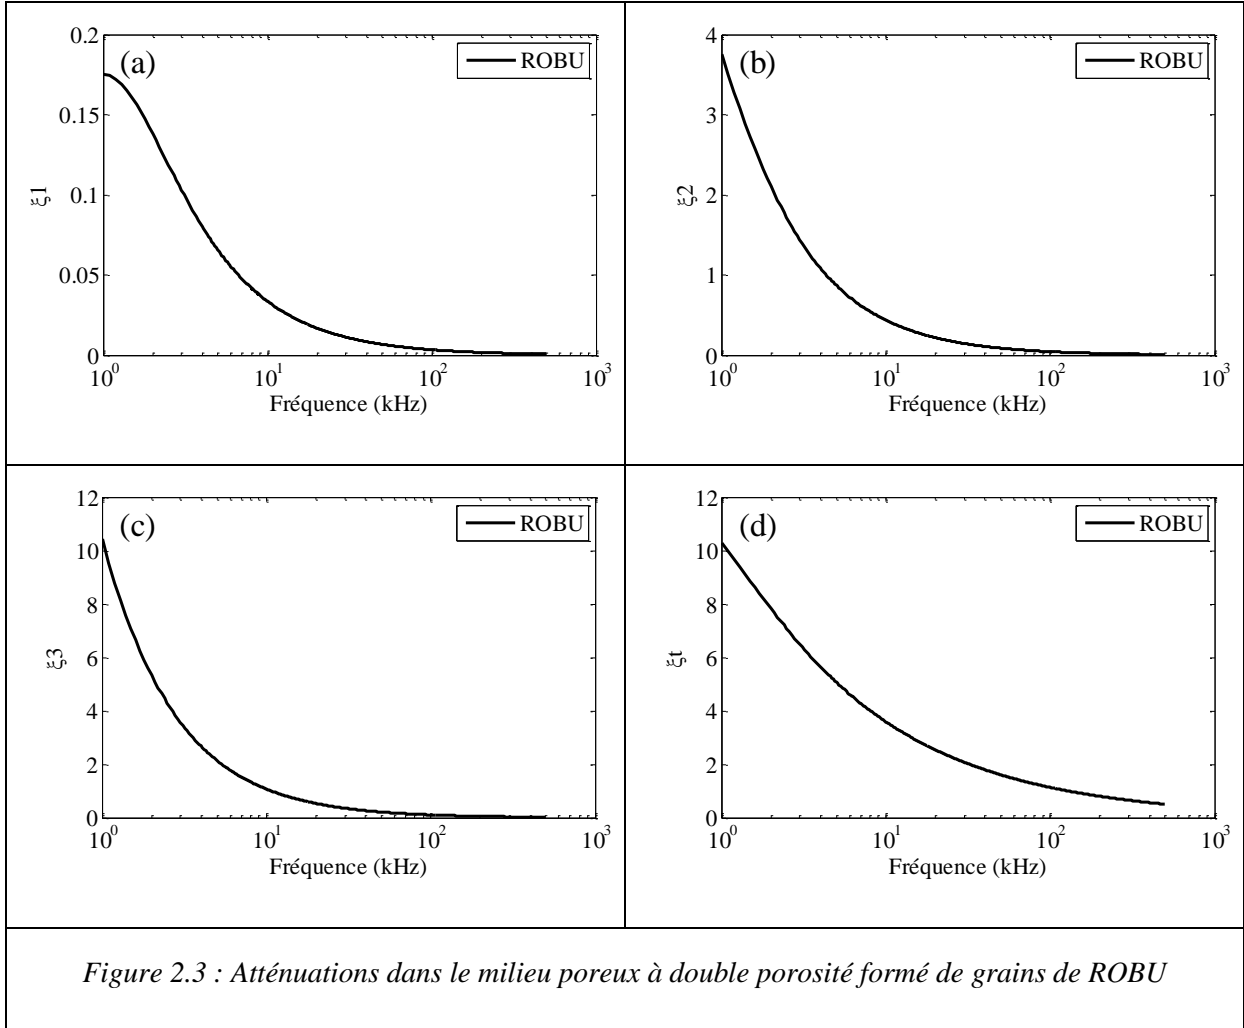 (a)
ROBU
0.2
0.15
0.1
0.05
0
ξ1
10^0 10^1 10^2 10^3
Fréquence (kHz)
(b)
ROBU
4
3
2
1
0
ξ2
10^0 10^1 10^2 10^3
Fréquence (kHz)
(c)
ROBU
12
10
8
6
4
2
0
ξ3
10^0 10^1 10^2 10^3
Fréquence (kHz)
(d)
ROBU
12
10
8
6
4
2
0
ξt
10^0 10^1 10^2 10^3
Fréquence (kHz)
Figure 2.3 : Atténuations dans le milieu poreux à double porosité formé de grains de ROBU